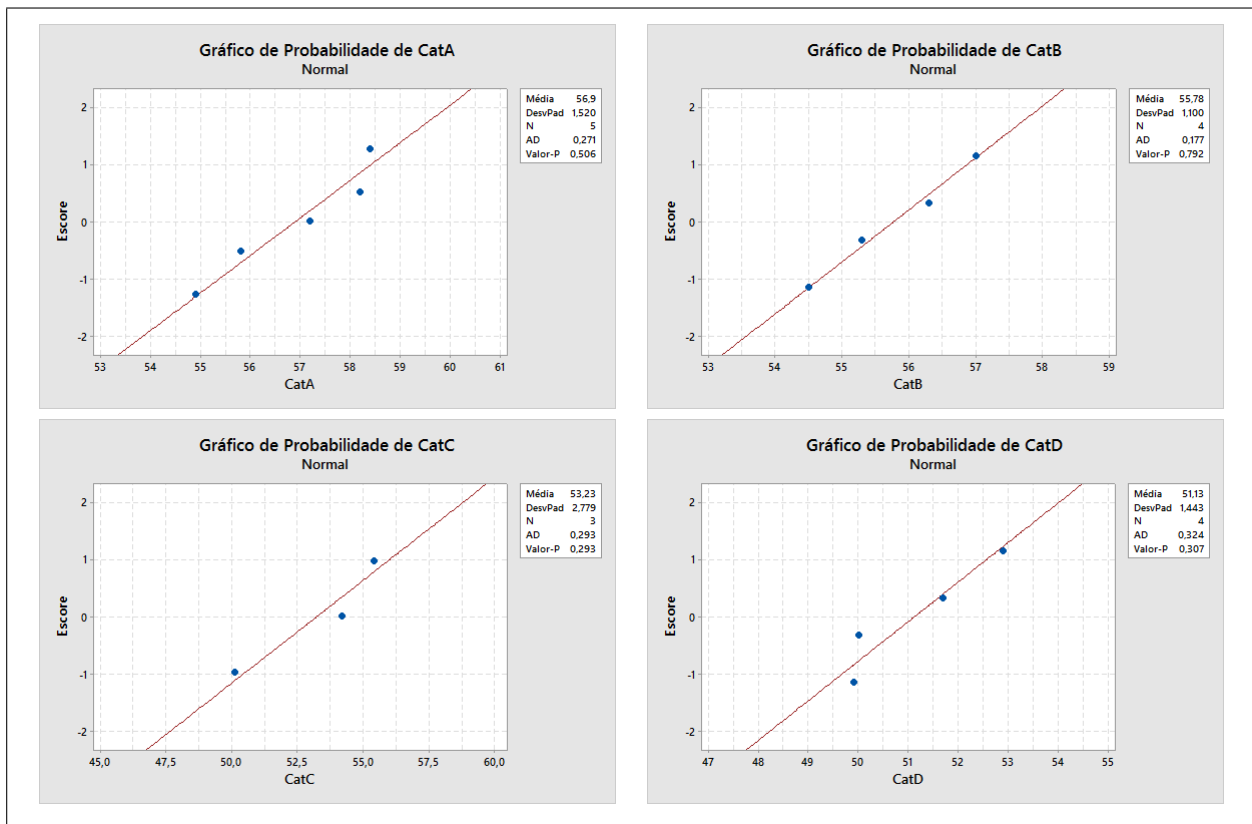 Gráfico de Probabilidade de CatA
Normal
Média 56,9
DesvPad 1,520
N 5
AD 0,271
Valor-P 0,506
Escore
2
1
0
-1
-2
53 54 55 56 57 58 59 60 61
CatA
Gráfico de Probabilidade de CatB
Normal
Média 55,78
DesvPad 1,100
N 4
AD 0,177
Valor-P 0,792
Escore
2
1
0
-1
-2
53 54 55 56 57 58 59
CatB
Gráfico de Probabilidade de CatC
Normal
Média 53,23
DesvPad 2,779
N 3
AD 0,293
Valor-P 0,293
Escore
2
1
0
-1
-2
45,0 47,5 50,0 52,5 55,0 57,5 60,0
CatC
Gráfico de Probabilidade de CatD
Normal
Média 51,13
DesvPad 1,443
N 4
AD 0,324
Valor-P 0,307
Escore
2
1
0
-1
-2
47 48 49 50 51 52 53 54 55
CatD